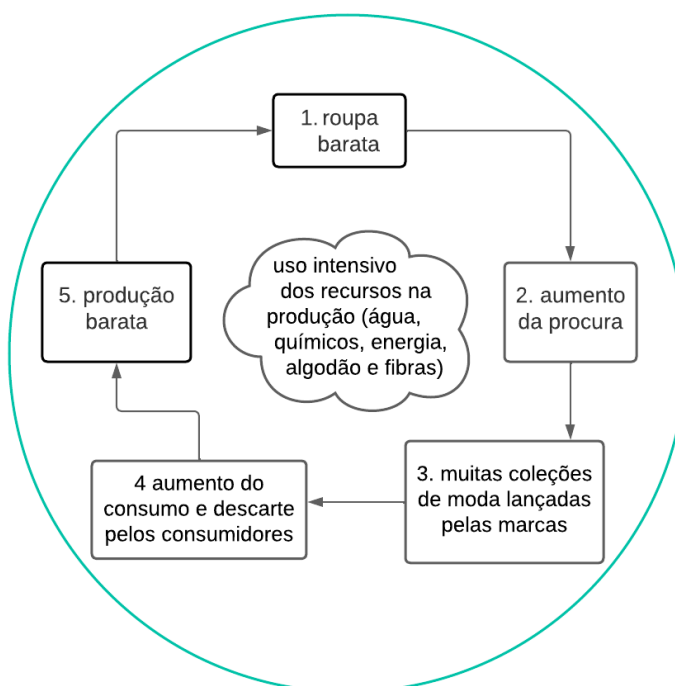 1. roupa
barata
2. aumento
da procura
3. muitas coleções
de moda lançadas
pelas marcas
4 aumento do
consumo e descarte
pelos consumidores
5. produção
barata
uso intensivo
dos recursos na
produção (água,
químicos, energia,
algodão e fibras)